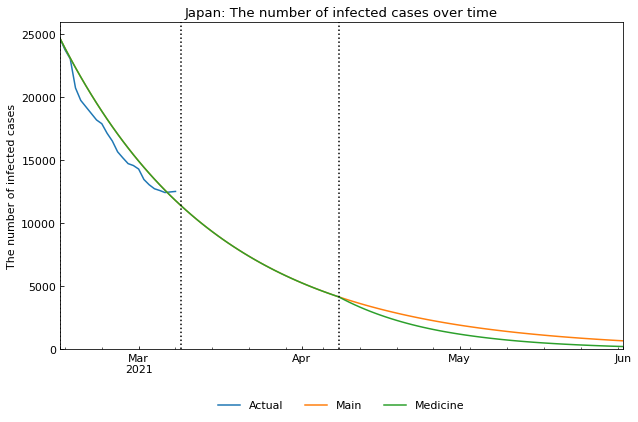 Japan: The number of infected cases over time
The number of infected cases
25000
20000
15000
10000
5000
0
Mar
2021
Apr
May
Jun
Actual
Main
Medicine